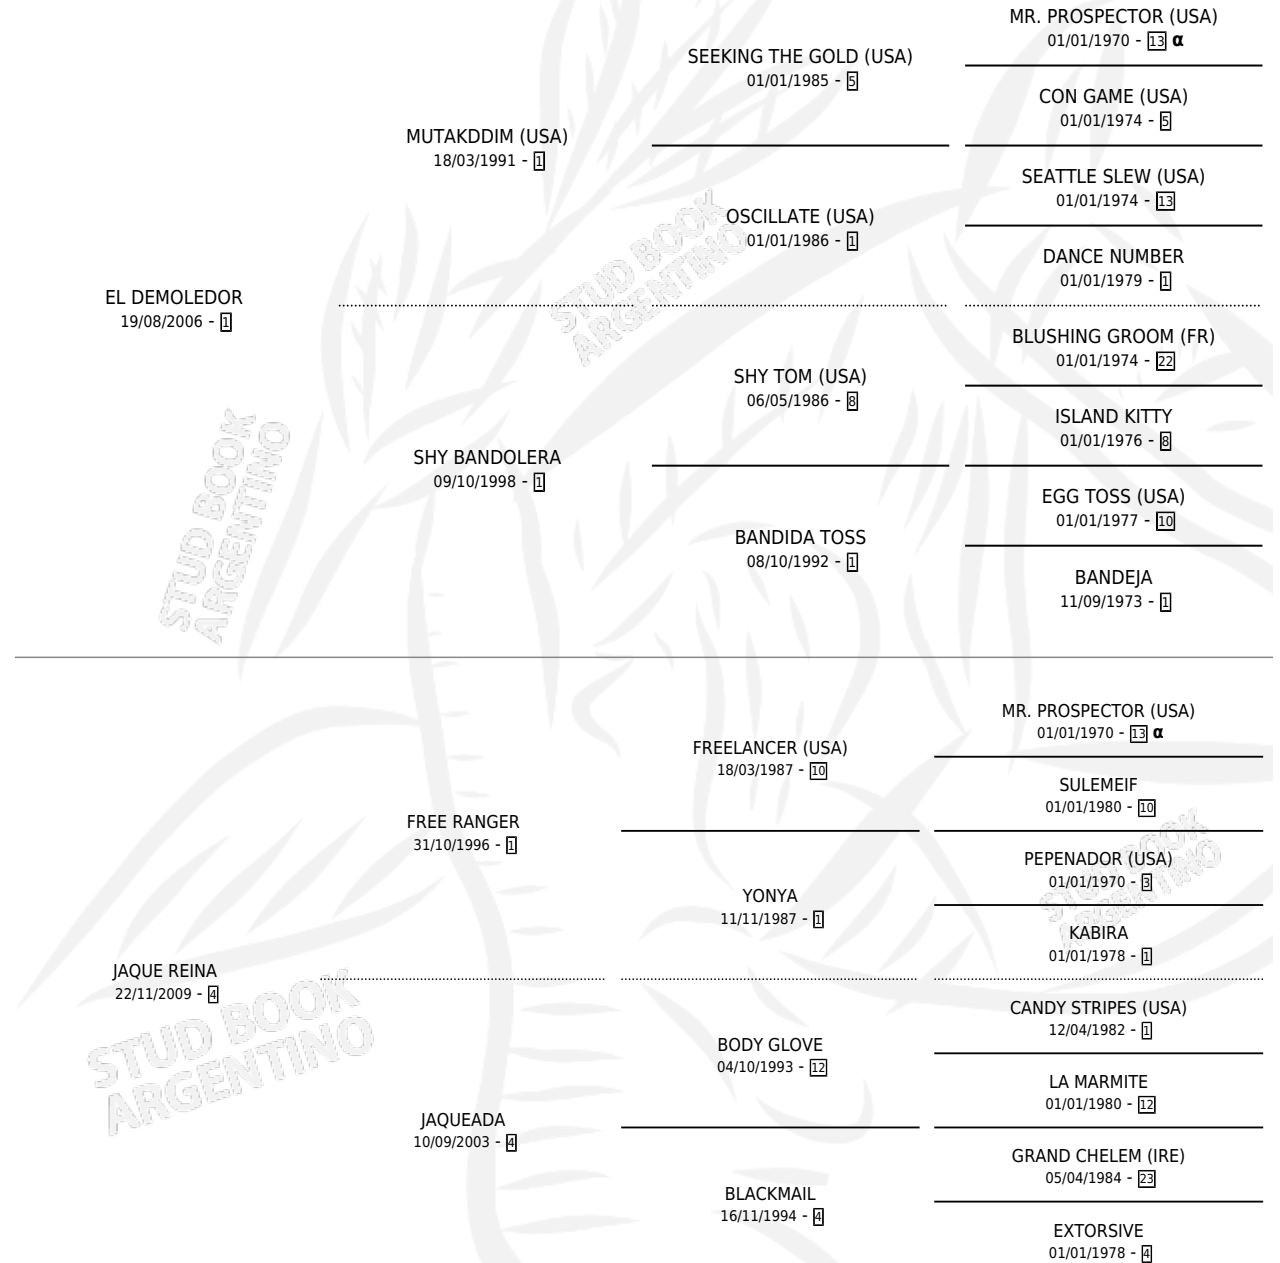 MR. PROSPECTOR (USA)
01/01/1970 - 13 α
SEEKING THE GOLD (USA)
01/01/1985 - 5
CON GAME (USA)
01/01/1974 - 5
MUTAKDDIM (USA)
18/03/1991 - 1
SEATTLE SLEW (USA)
01/01/1974 - 13
OSCILLATE (USA)
01/01/1986 - 1
DANCE NUMBER
01/01/1979 - 1
EL DEMOLEDOR
19/08/2006 - 1
BLUSHING GROOM (FR)
01/01/1974 - 22
SHY TOM (USA)
06/05/1986 - 8
ISLAND KITTY
01/01/1976 - 8
SHY BANDOLERA
09/10/1998 - 1
EGG TOSS (USA)
01/01/1977 - 10
BANDIDA TOSS
08/10/1992 - 1
BANDEJA
11/09/1973 - 1
MR. PROSPECTOR (USA)
01/01/1970 - 13 α
FREELANCER (USA)
18/03/1987 - 10
SULEMEIF
01/01/1980 - 10
FREE RANGER
31/10/1996 - 1
PEPENADOR (USA)
01/01/1970 - 3
YONYA
11/11/1987 - 1
KABIRA
01/01/1978 - 1
JAQUE REINA
22/11/2009 - 4
CANDY STRIPES (USA)
12/04/1982 - 1
BODY GLOVE
04/10/1993 - 12
LA MARMITE
01/01/1980 - 12
JAQUEADA
10/09/2003 - 4
GRAND CHELEM (IRE)
05/04/1984 - 23
BLACKMAIL
16/11/1994 - 4
EXTORSIVE
01/01/1978 - 4
STUD BOOK
ARGENTINO
STUD BOOK
ARGENTINO
STUD BOOK
ARGENTINO
STUD BOOK
ARGENTINO